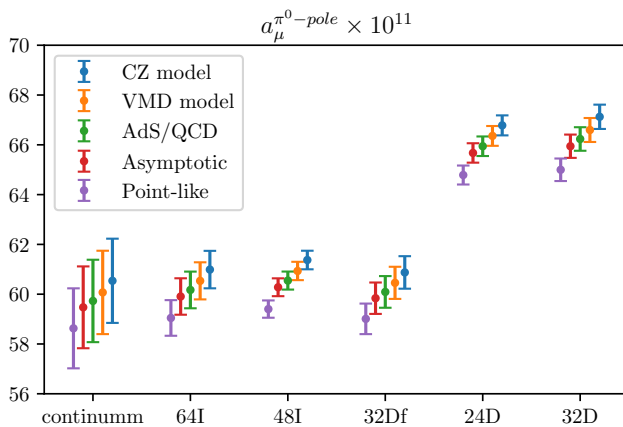 a_μ^{π^0−pole} × 10^{11}
70
68
66
64
62
60
58
56
CZ model
VMD model
AdS/QCD
Asymptotic
Point-like
continumm 64I 48I 32Df 24D 32D